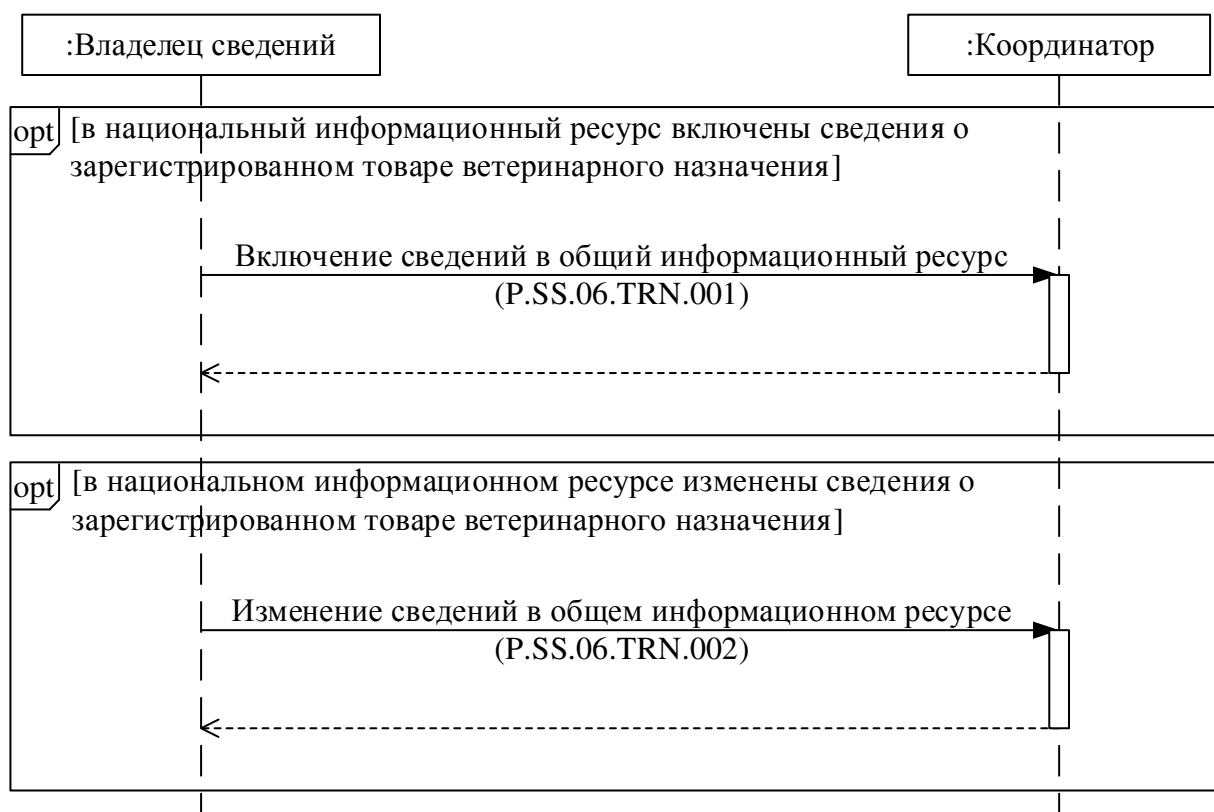 :Владелец сведений
:Координатор
opt
[в национальный информационный ресурс включены сведения о
зарегистрированном товаре ветеринарного назначения]
Включение сведений в общий информационный ресурс
(P.SS.06.TRN.001)
opt
[в национальном информационном ресурсе изменены сведения о
зарегистрированном товаре ветеринарного назначения]
Изменение сведений в общем информационном ресурсе
(P.SS.06.TRN.002)